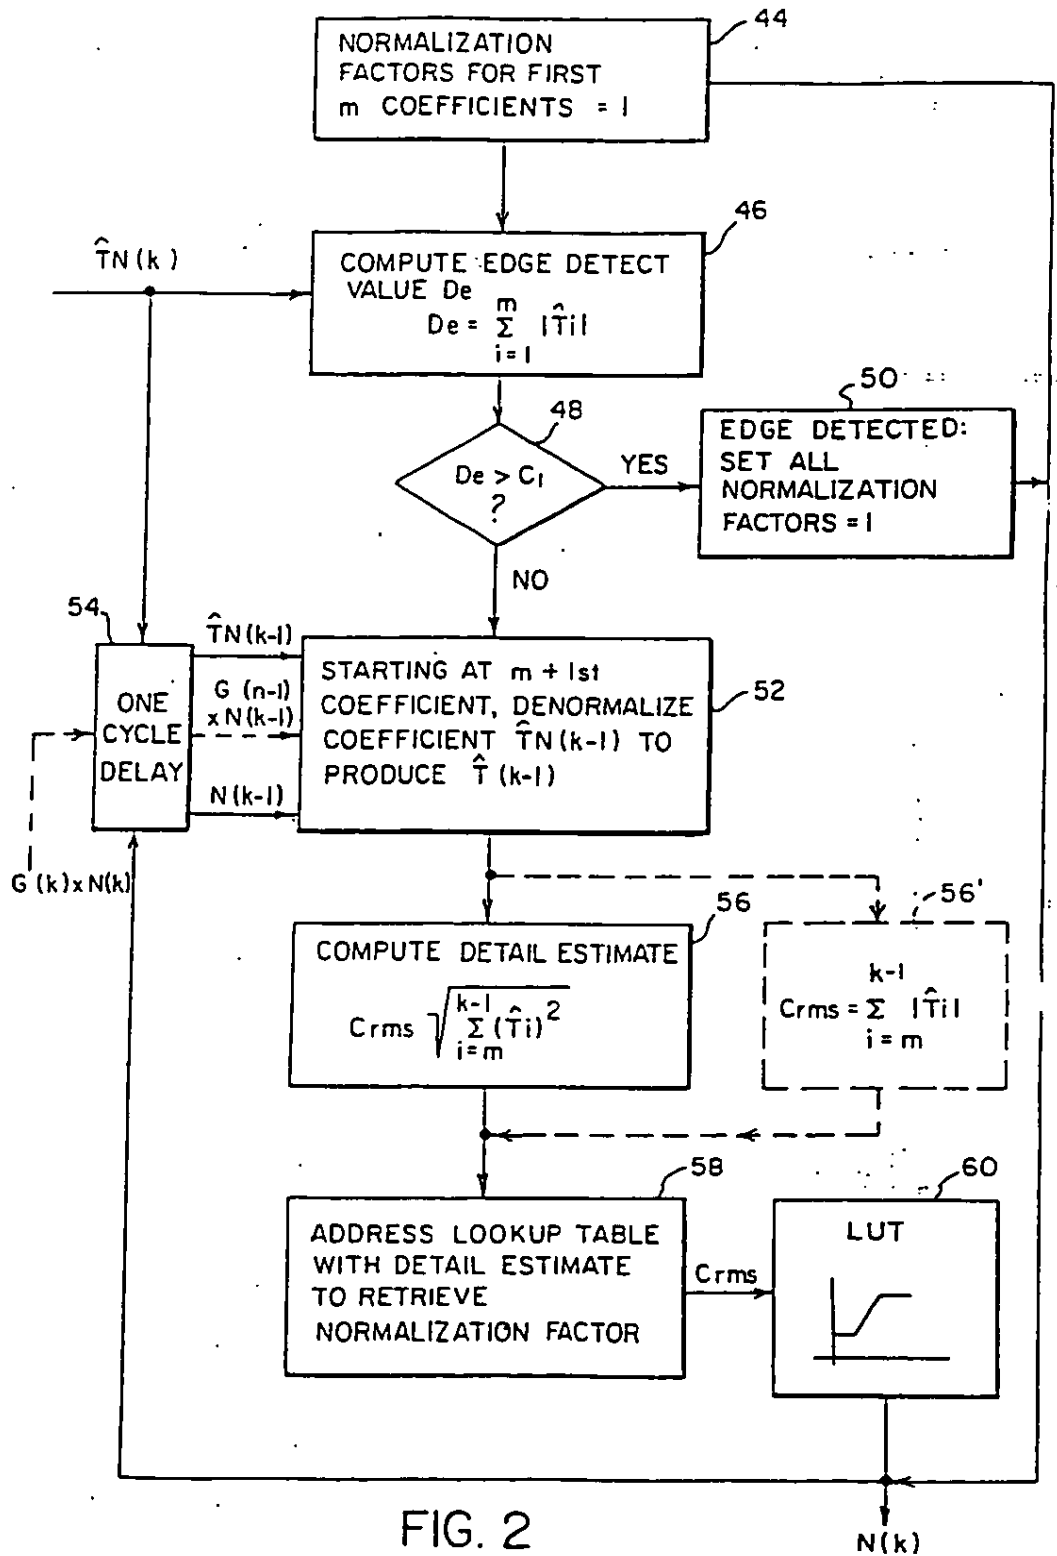 44
NORMALIZATION
FACTORS FOR FIRST
m COEFFICIENTS = 1
46
T̂N(k)
COMPUTE EDGE DETECT
VALUE De
De = Σ |T̂i|
m
i = 1
48
De > C1
?
YES
50
EDGE DETECTED:
SET ALL
NORMALIZATION
FACTORS = 1
NO
54
ONE
CYCLE
DELAY
T̂N(k-1)
G (n-1)
xN(k-1)
N(k-1)
G (k)xN(k)
52
STARTING AT m + 1st
COEFFICIENT, DENORMALIZE
COEFFICIENT T̂N(k-1) TO
PRODUCE T̂ (k-1)
56
COMPUTE DETAIL ESTIMATE
k-1
Crms √Σ(T̂i)²
i=m
56'
k-1
Crms = Σ |T̂i|
i = m
58
ADDRESS LOOKUP TABLE
WITH DETAIL ESTIMATE
TO RETRIEVE
NORMALIZATION FACTOR
Crms
60
LUT
N(k)
FIG. 2